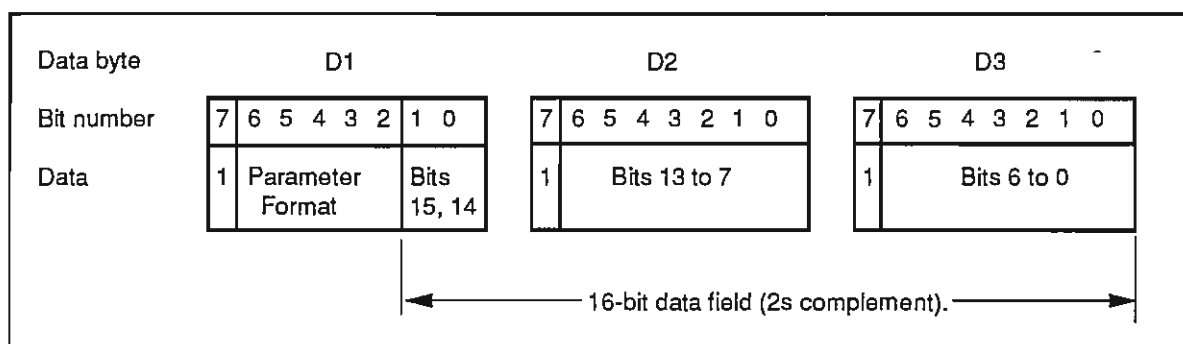 Data byte D1 D2 D3
Bit number 7 6 5 4 3 2 1 0 7 6 5 4 3 2 1 0 7 6 5 4 3 2 1 0
Data 1 Parameter Bits 1 Bits 13 to 7 1 Bits 6 to 0
Format 15, 14
16-bit data field (2s complement).